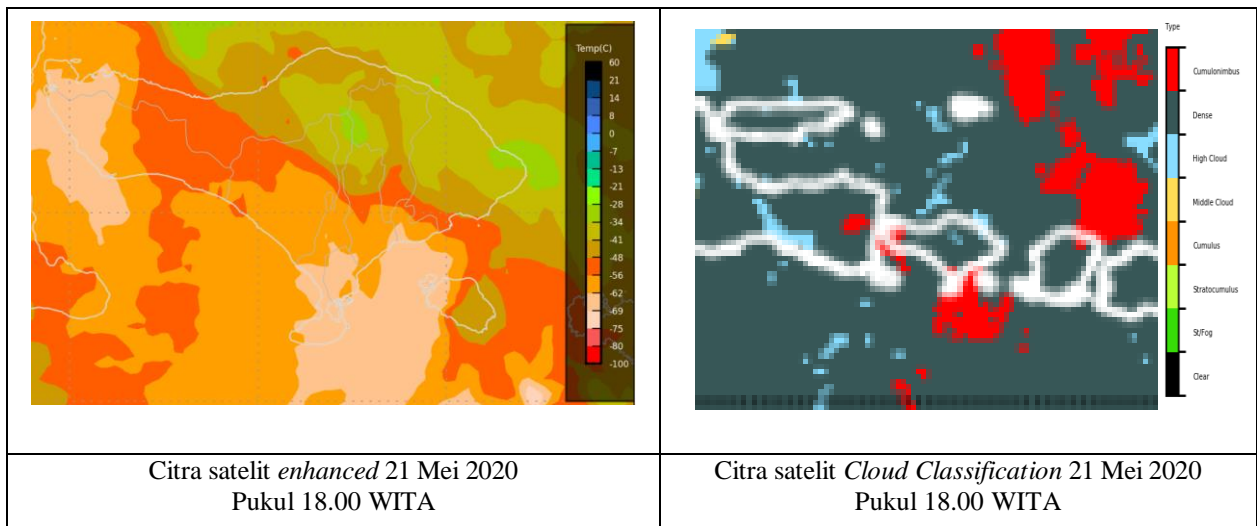 Temp(C)
60
21
14
8
0
-7
-13
-21
-28
-34
-41
-48
-56
-62
-69
-75
-80
-100
Type
Cumulonimbus
Dense
High Cloud
Middle Cloud
Cumulus
Stratocumulus
St/Fog
Clear
Citra satelit enhanced 21 Mei 2020
Pukul 18.00 WITA
Citra satelit Cloud Classification 21 Mei 2020
Pukul 18.00 WITA